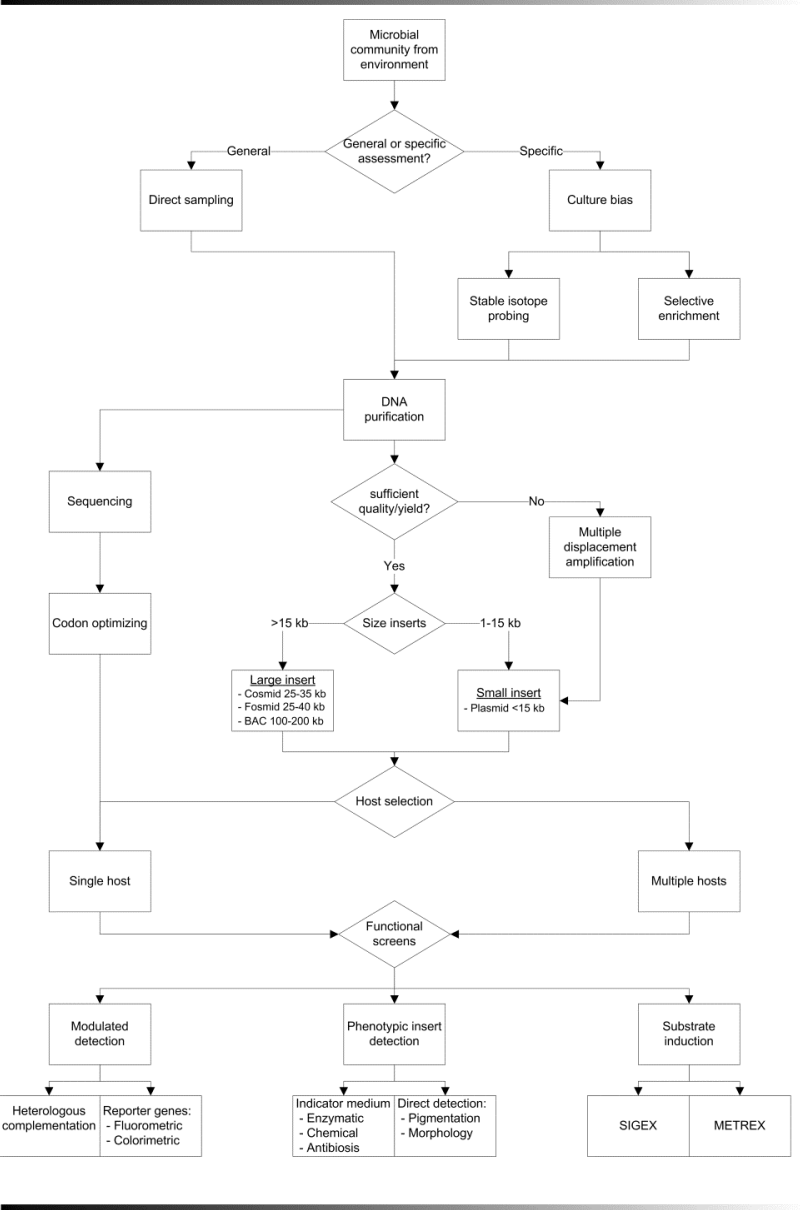 Microbial
community from
environment
General or specific
assessment?
General
Specific
Direct sampling
Culture bias
Stable isotope
probing
Selective
enrichment
DNA
purification
Sequencing
sufficient
quality/yield?
No
Multiple
displacement
amplification
Yes
Codon optimizing
>15 kb
Size inserts
1-15 kb
Large insert
- Cosmid 25-35 kb
- Fosmid 25-40 kb
- BAC 100-200 kb
Small insert
- Plasmid <15 kb
Host selection
Single host
Multiple hosts
Functional
screens
Modulated
detection
Phenotypic insert
detection
Substrate
induction
Heterologous
complementation
Reporter genes:
- Fluorometric
- Colorimetric
Indicator medium
- Enzymatic
- Chemical
- Antibiosis
Direct detection:
- Pigmentation
- Morphology
SIGEX
METREX